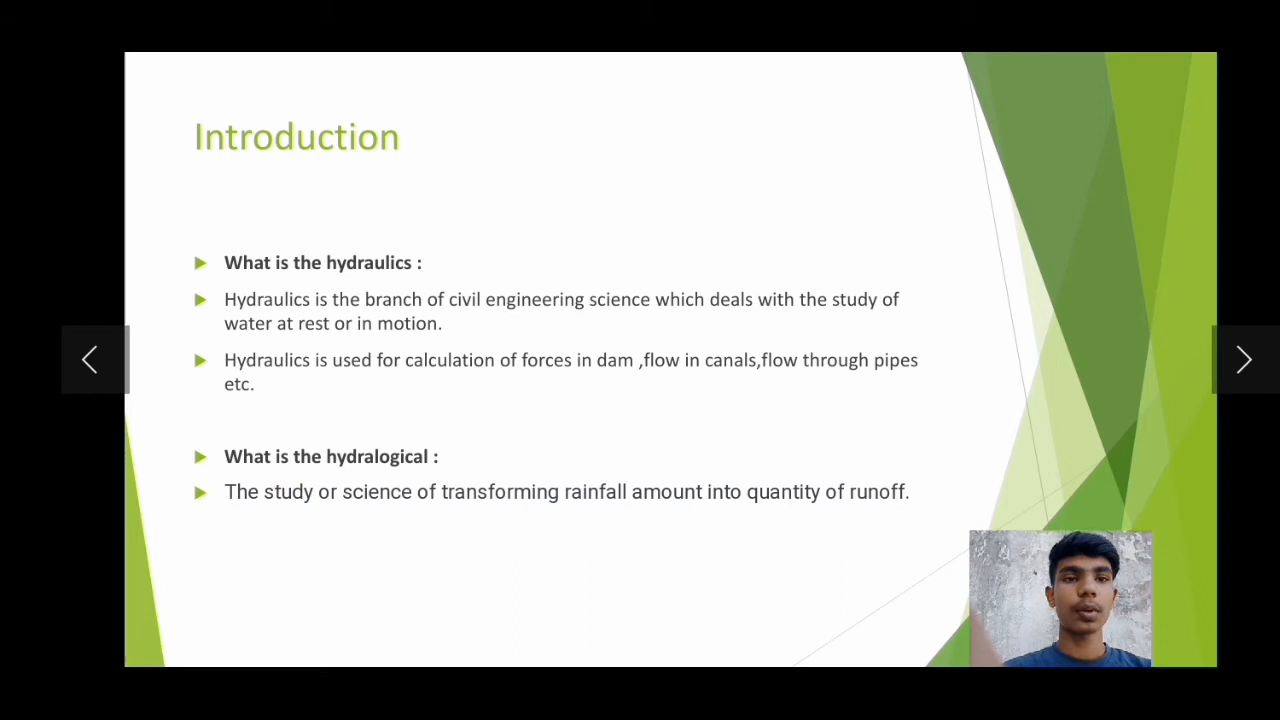 Introduction
What is the hydraulics :
Hydraulics is the branch of civil engineering science which deals with the study of
water at rest or in motion.
Hydraulics is used for calculation of forces in dam ,flow in canals,flow through pipes
etc.
What is the hydralogical :
The study or science of transforming rainfall amount into quantity of runoff.